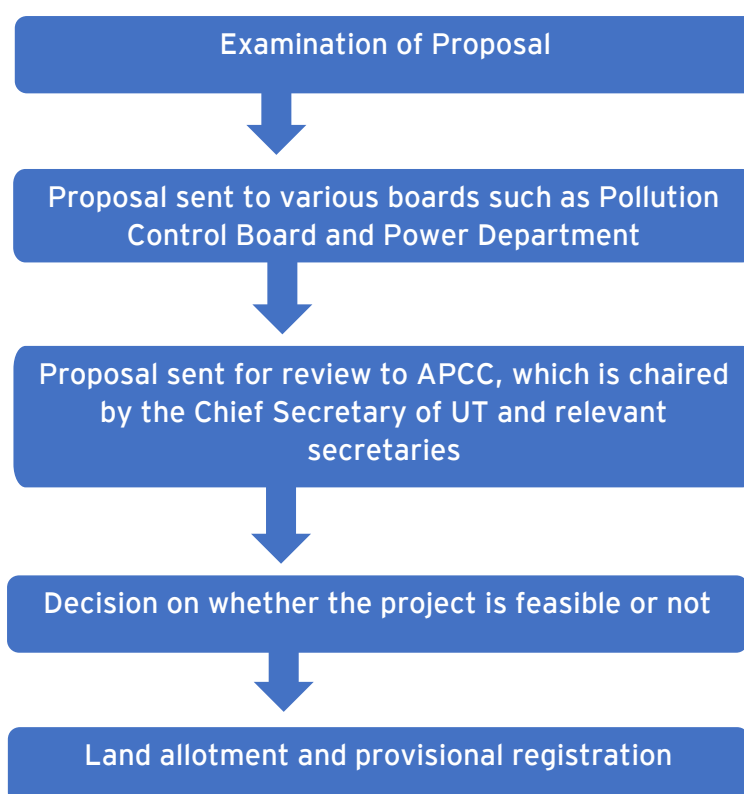 Examination of Proposal
Proposal sent to various boards such as Pollution
Control Board and Power Department
Proposal sent for review to APCC, which is chaired
by the Chief Secretary of UT and relevant
secretaries
Decision on whether the project is feasible or not
Land allotment and provisional registration